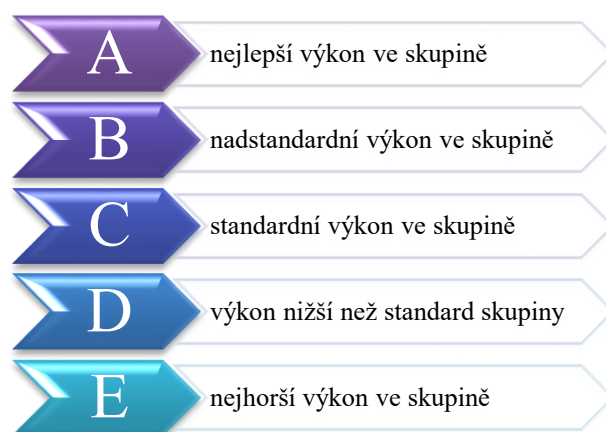 A nejlepší výkon ve skupině
B nadstandardní výkon ve skupině
C standardní výkon ve skupině
D výkon nižší než standard skupiny
E nejhorší výkon ve skupině